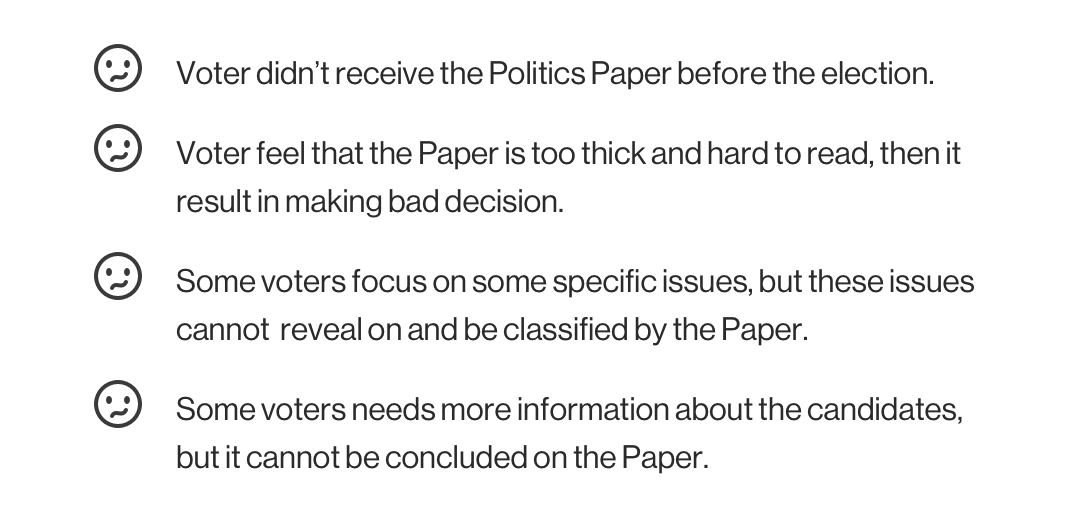 Voter didn’t receive the Politics Paper before the election.
Voter feel that the Paper is too thick and hard to read, then it
result in making bad decision.
Some voters focus on some specific issues, but these issues
cannot  reveal on and be classified by the Paper.
Some voters needs more information about the candidates,
but it cannot be concluded on the Paper.